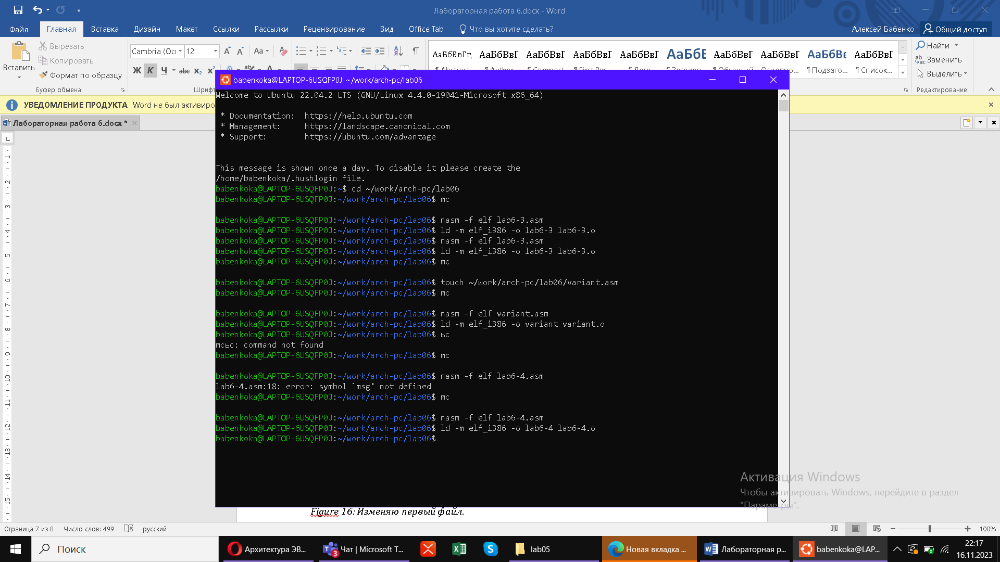 Лабораторная работа 6.docx - Word
Файл Главная Вставка Дизайн Макет Ссылки Рассылки Рецензирование Вид Office Tab Что вы хотите сделать? Алексей Бабенко Общий доступ
Вставить
Вырезать
Копировать
Формат по образцу
Буфер обмена
Cambria (Ос 12
Ж К Ч abc x₂ x²
Шрифт
АаБбВвГг, АаБбВвГ АаБбВвГ АаБбВвГ АаБбВвГ АаБбЕ АаБбВвГ АаБбВвГ АаБбВв АаБбВвГ
¶ Подзаго... ¶ Список...
Найти
Заменить
Выделить
Редактирование
УВЕДОМЛЕНИЕ ПРОДУКТА Word не был активиро
Лабораторная работа 6.docx *
babenkoka@LAPTOP-6USQFP0J: ~/work/arch-pc/lab06
Welcome to Ubuntu 22.04.2 LTS (GNU/Linux 4.4.0-19041-Microsoft x86_64)
* Documentation: https://help.ubuntu.com
* Management: https://landscape.canonical.com
* Support: https://ubuntu.com/advantage
This message is shown once a day. To disable it please create the
/home/babenkoka/.hushlogin file.
babenkoka@LAPTOP-6USQFP0J:~$ cd ~/work/arch-pc/lab06
babenkoka@LAPTOP-6USQFP0J:~/work/arch-pc/lab06$ mc
babenkoka@LAPTOP-6USQFP0J:~/work/arch-pc/lab06$ nasm -f elf lab6-3.asm
babenkoka@LAPTOP-6USQFP0J:~/work/arch-pc/lab06$ ld -m elf_i386 -o lab6-3 lab6-3.o
babenkoka@LAPTOP-6USQFP0J:~/work/arch-pc/lab06$ nasm -f elf lab6-3.asm
babenkoka@LAPTOP-6USQFP0J:~/work/arch-pc/lab06$ ld -m elf_i386 -o lab6-3 lab6-3.o
babenkoka@LAPTOP-6USQFP0J:~/work/arch-pc/lab06$ mc
babenkoka@LAPTOP-6USQFP0J:~/work/arch-pc/lab06$ touch ~/work/arch-pc/lab06/variant.asm
babenkoka@LAPTOP-6USQFP0J:~/work/arch-pc/lab06$ mc
babenkoka@LAPTOP-6USQFP0J:~/work/arch-pc/lab06$ nasm -f elf variant.asm
babenkoka@LAPTOP-6USQFP0J:~/work/arch-pc/lab06$ ld -m elf_i386 -o variant variant.o
babenkoka@LAPTOP-6USQFP0J:~/work/arch-pc/lab06$ ьс
mcьс: command not found
babenkoka@LAPTOP-6USQFP0J:~/work/arch-pc/lab06$ mc
babenkoka@LAPTOP-6USQFP0J:~/work/arch-pc/lab06$ nasm -f elf lab6-4.asm
lab6-4.asm:18: error: symbol `msg' not defined
babenkoka@LAPTOP-6USQFP0J:~/work/arch-pc/lab06$ mc
babenkoka@LAPTOP-6USQFP0J:~/work/arch-pc/lab06$ nasm -f elf lab6-4.asm
babenkoka@LAPTOP-6USQFP0J:~/work/arch-pc/lab06$ ld -m elf_i386 -o lab6-4 lab6-4.o
babenkoka@LAPTOP-6USQFP0J:~/work/arch-pc/lab06$
Активация Windows
Чтобы активировать Windows, перейдите в раздел
"Параметры".
Figure 16: Изменяю первый файл.
Страница 7 из 8 Число слов: 499 русский 100%
Поиск Архитектура ЭВ... Чат | Microsoft T... lab05 Новая вкладка ... Лабораторная р... babenkoka@LAP... 22:17
16.11.2023